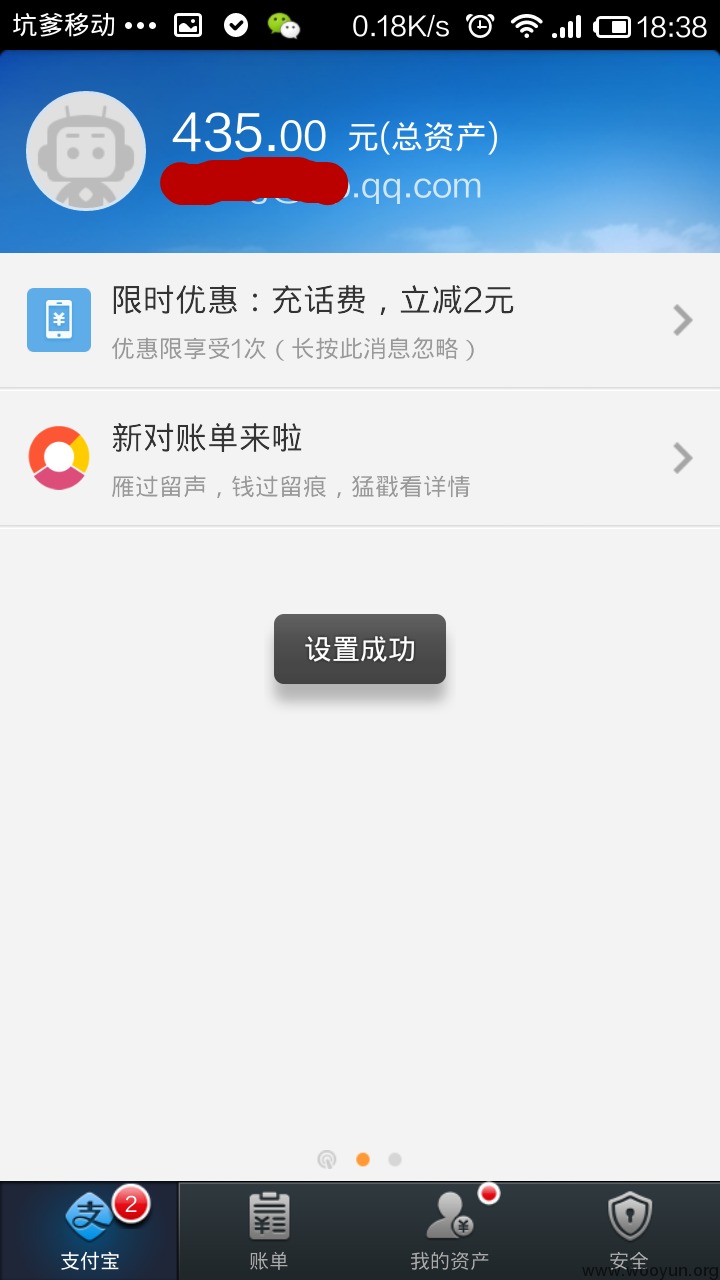 坑爹移动 ••• 0.18K/s 18:38
435.00 元(总资产)
.qq.com
限时优惠：充话费，立减2元
优惠限享受1次（长按此消息忽略）
新对账单来啦
雁过留声，钱过留痕，猛戳看详情
设置成功
支 2
支付宝 账单 我的资产 安全
www.wooyun.org